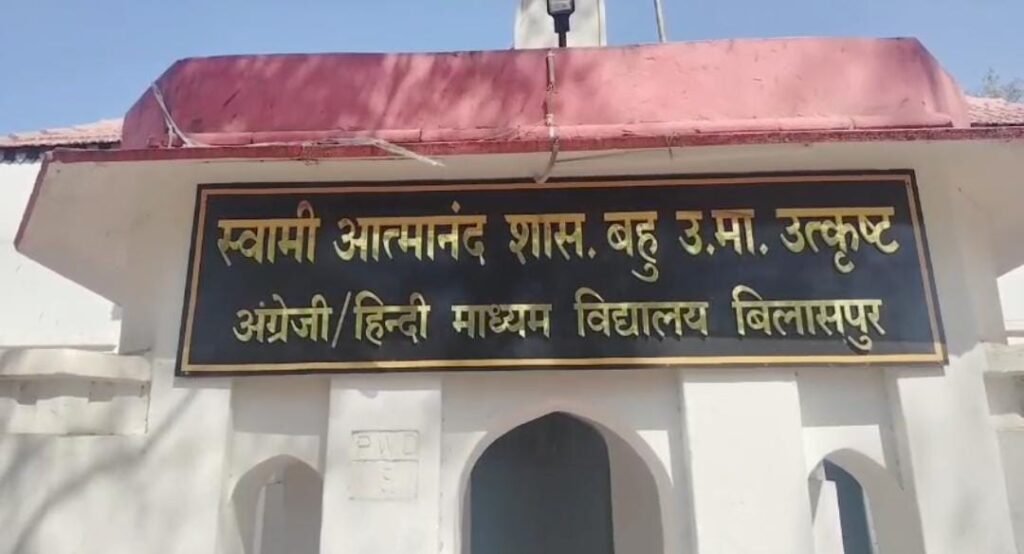 स्वामी आत्मानंद शास. बहु उ.मा. उत्कृष्ट
अंग्रेजी/हिन्दी माध्यम विद्यालय बिलासपुर
PWD